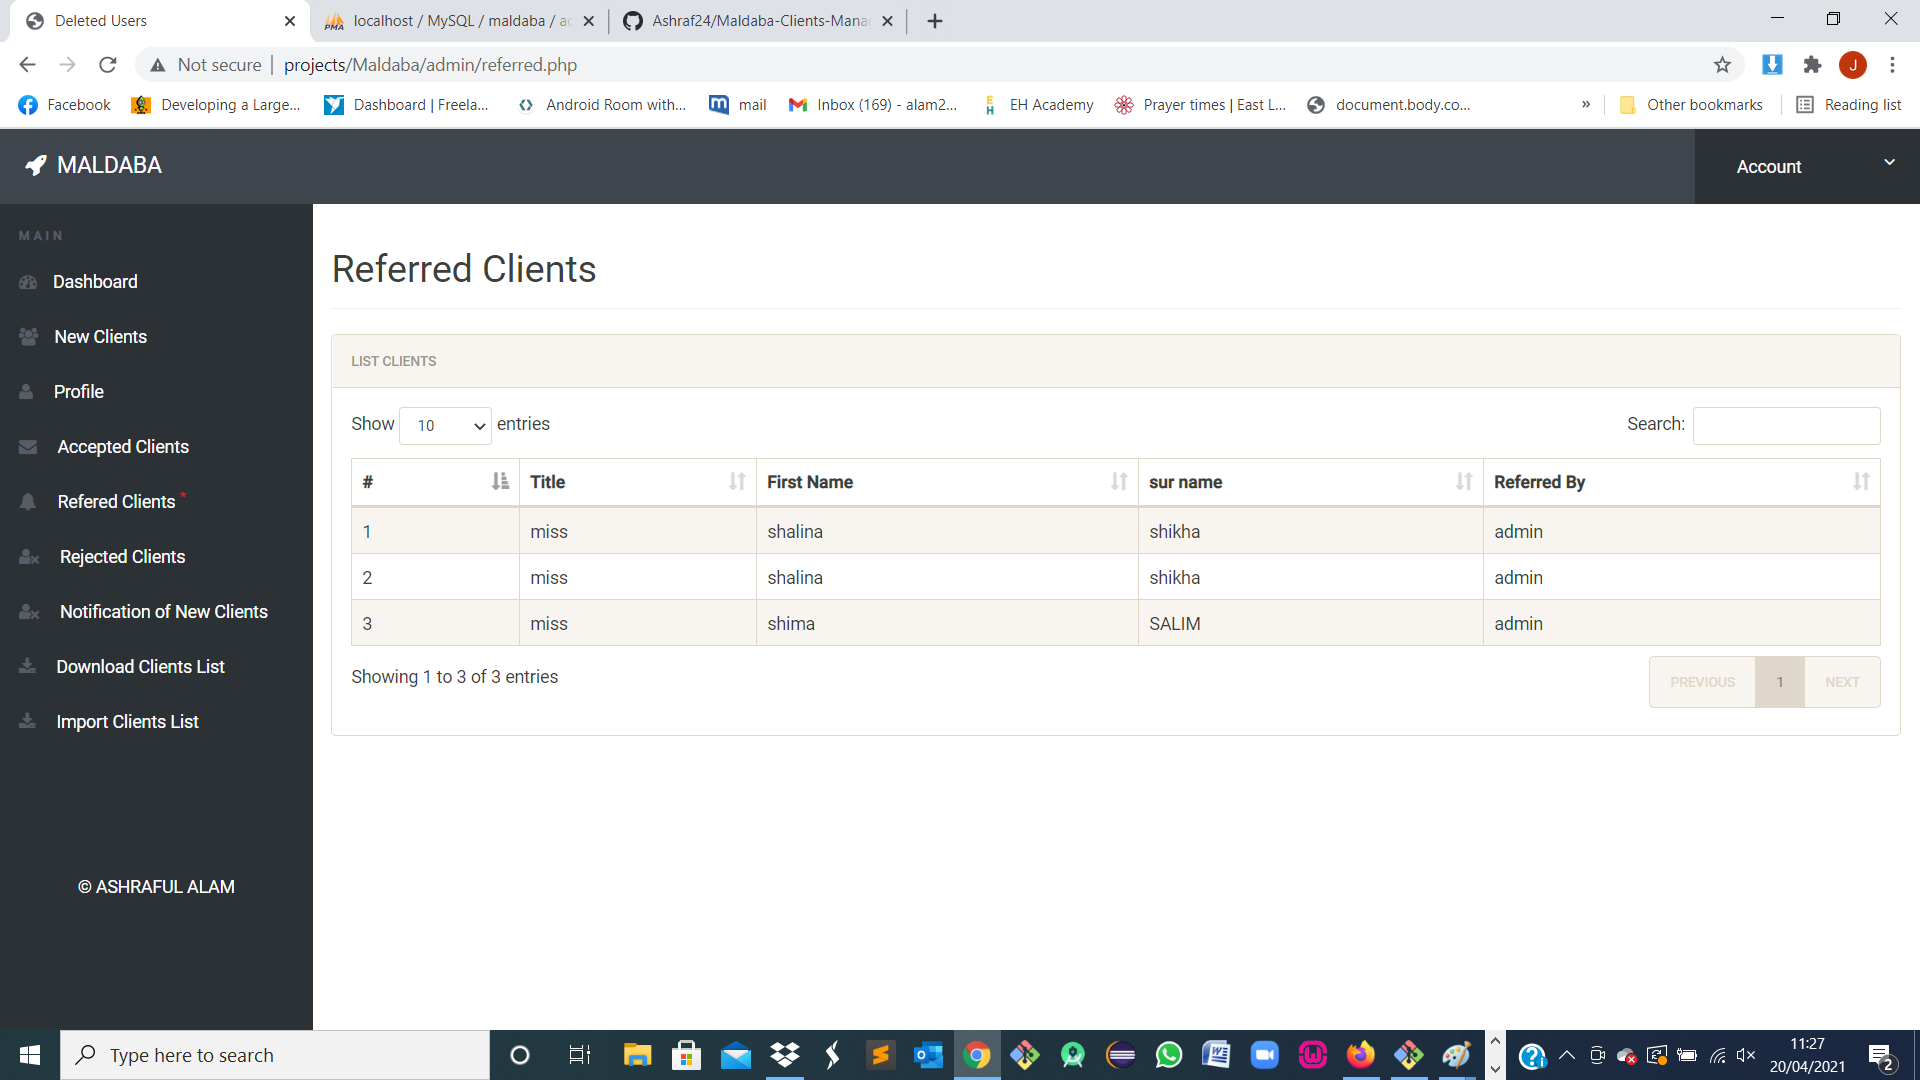 Deleted Users
localhost / MySQL / maldaba / ac
Ashraf24/Maldaba-Clients-Mana
Not secure
projects/Maldaba/admin/referred.php
J
Facebook
Developing a Large...
Dashboard | Freela...
Android Room with...
mail
Inbox (169) - alam2...
EH Academy
Prayer times | East L...
document.body.co...
»
Other bookmarks
Reading list
MALDABA
Account
MAIN
Dashboard
New Clients
Profile
Accepted Clients
Refered Clients *
Rejected Clients
Notification of New Clients
Download Clients List
Import Clients List
© ASHRAFUL ALAM
Referred Clients
LIST CLIENTS
Show 10 entries
Search:
# Title First Name sur name Referred By
1 miss shalina shikha admin
2 miss shalina shikha admin
3 miss shima SALIM admin
Showing 1 to 3 of 3 entries
PREVIOUS 1 NEXT
Type here to search
11:27
20/04/2021
2